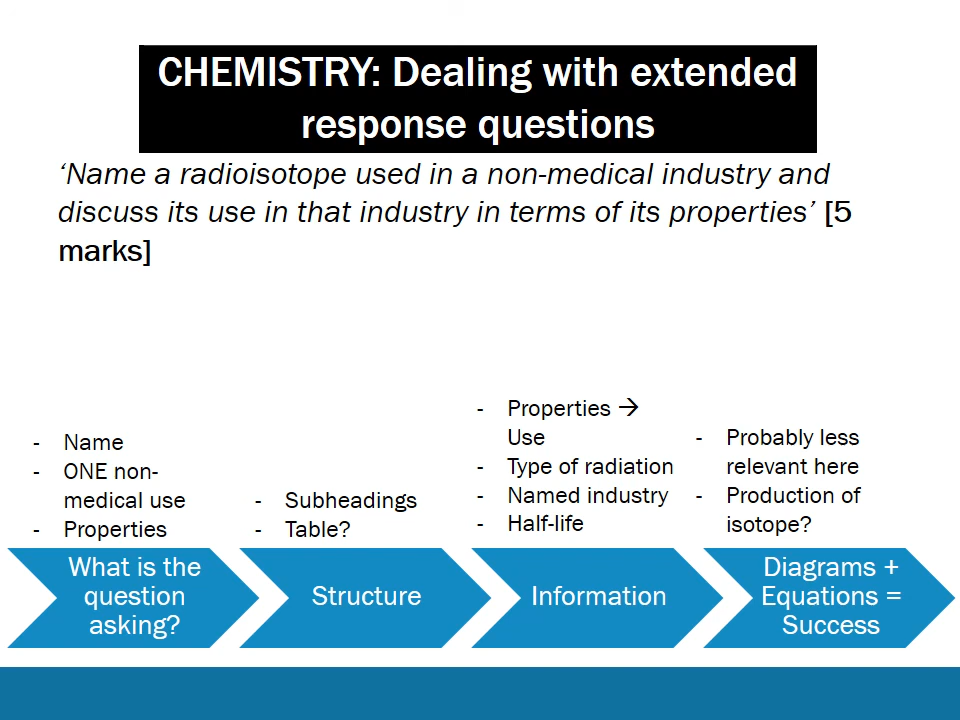 CHEMISTRY: Dealing with extended
response questions
‘Name a radioisotope used in a non-medical industry and
discuss its use in that industry in terms of its properties’ [5
marks]
- Name
- ONE non-
medical use
- Properties
What is the
question
asking?
- Subheadings
- Table?
Structure
- Properties →
Use
- Type of radiation
- Named industry
- Half-life
Information
- Probably less
relevant here
- Production of
isotope?
Diagrams +
Equations =
Success